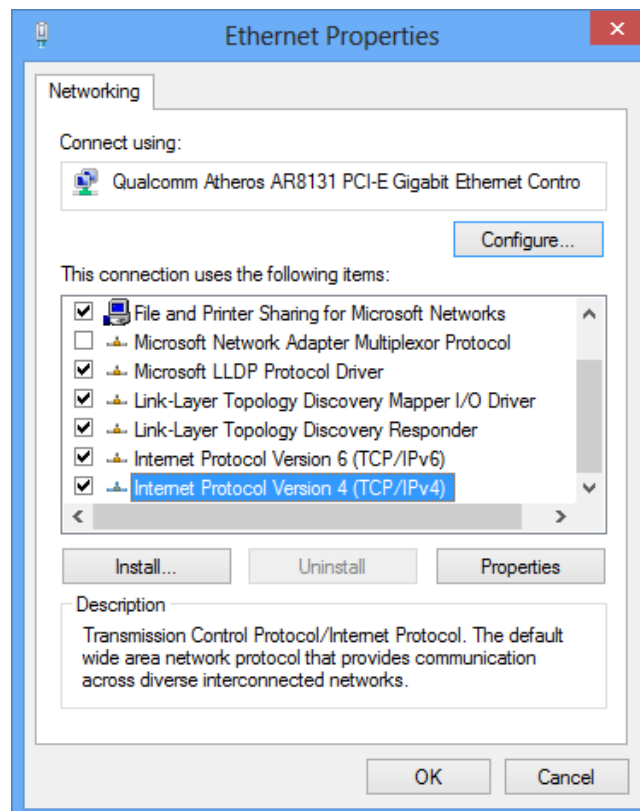 Ethernet Properties
Networking
Connect using:
Qualcomm Atheros AR8131 PCI-E Gigabit Ethernet Contro
Configure...
This connection uses the following items:
File and Printer Sharing for Microsoft Networks
Microsoft Network Adapter Multiplexor Protocol
Microsoft LLDP Protocol Driver
Link-Layer Topology Discovery Mapper I/O Driver
Link-Layer Topology Discovery Responder
Internet Protocol Version 6 (TCP/IPv6)
Internet Protocol Version 4 (TCP/IPv4)
Install...
Uninstall
Properties
Description
Transmission Control Protocol/Internet Protocol. The default
wide area network protocol that provides communication
across diverse interconnected networks.
OK
Cancel